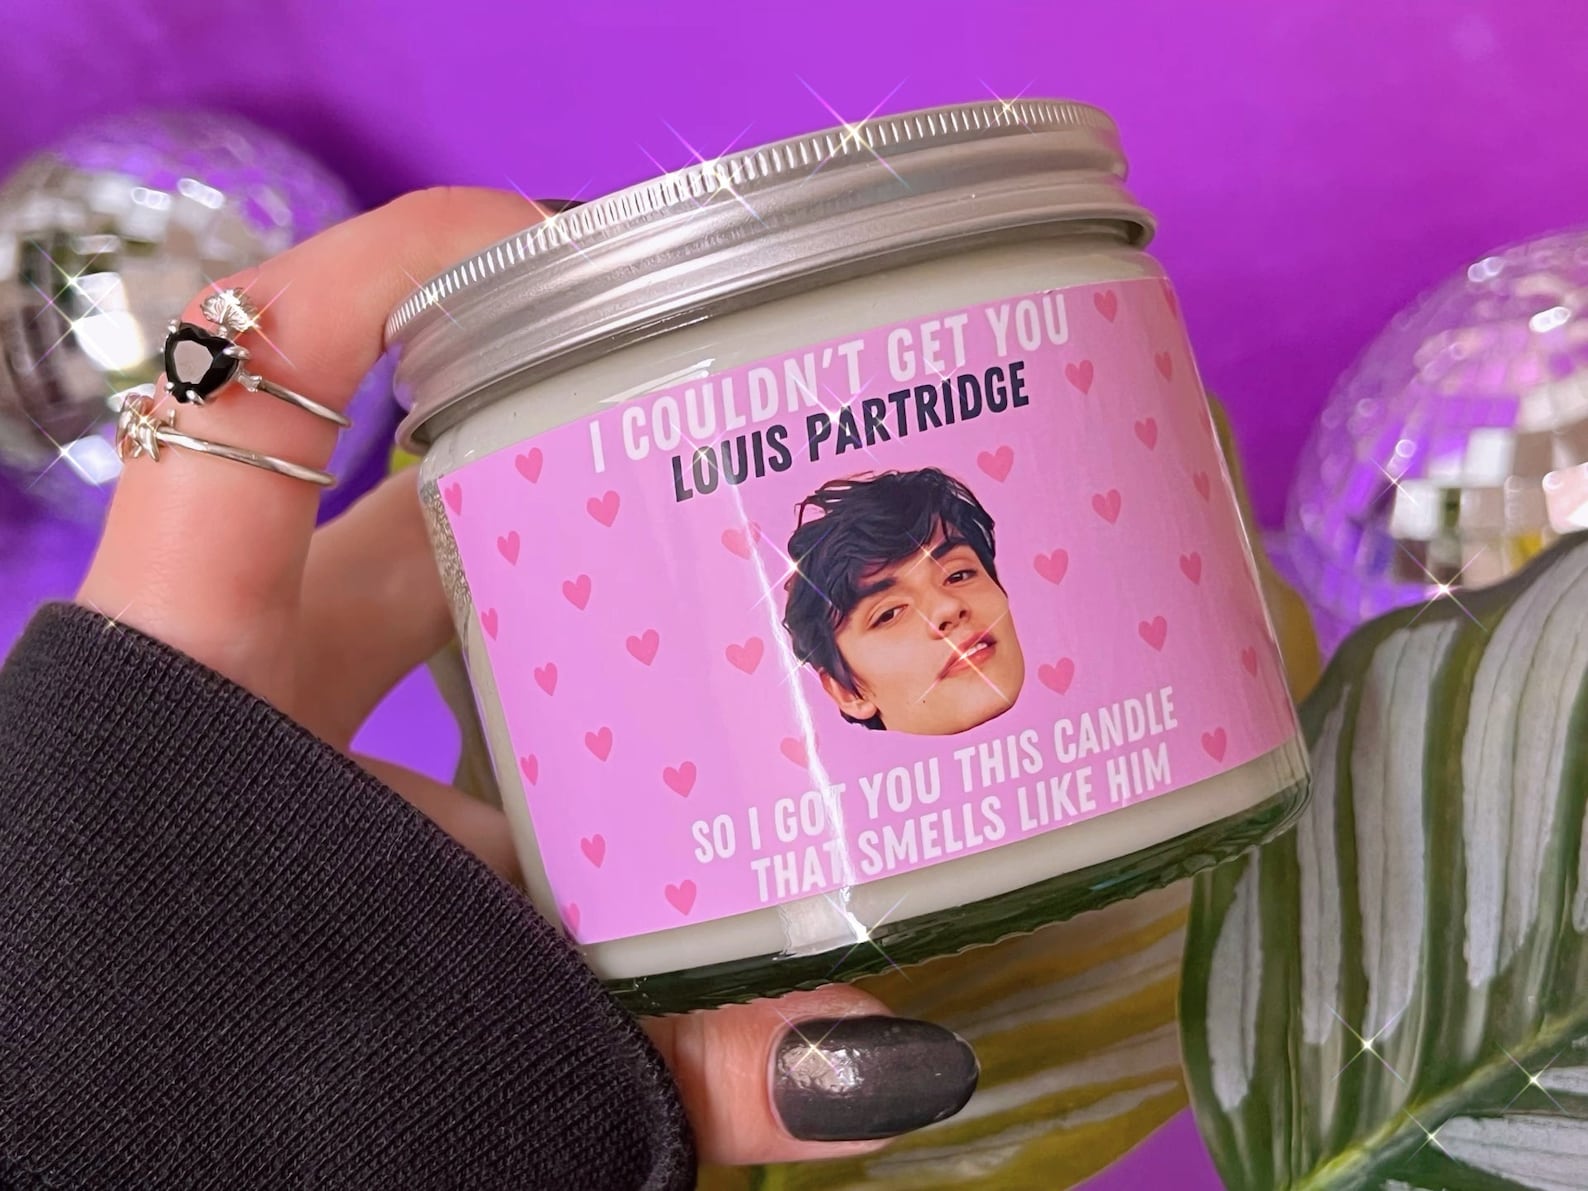 I COULDN'T GET YOU
LOUIS PARTRIDGE
SO I GOT YOU THIS CANDLE
THAT SMELLS LIKE HIM